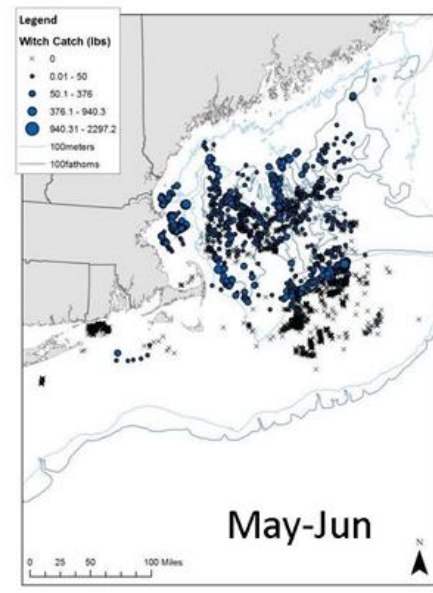 Legend
Witch Catch (lbs)
0
0.01 - 50
50.1 - 376
376.1 - 940.3
940.31 - 2297.2
100meters
100fathoms
May-Jun
N
0 25 50 100 Miles